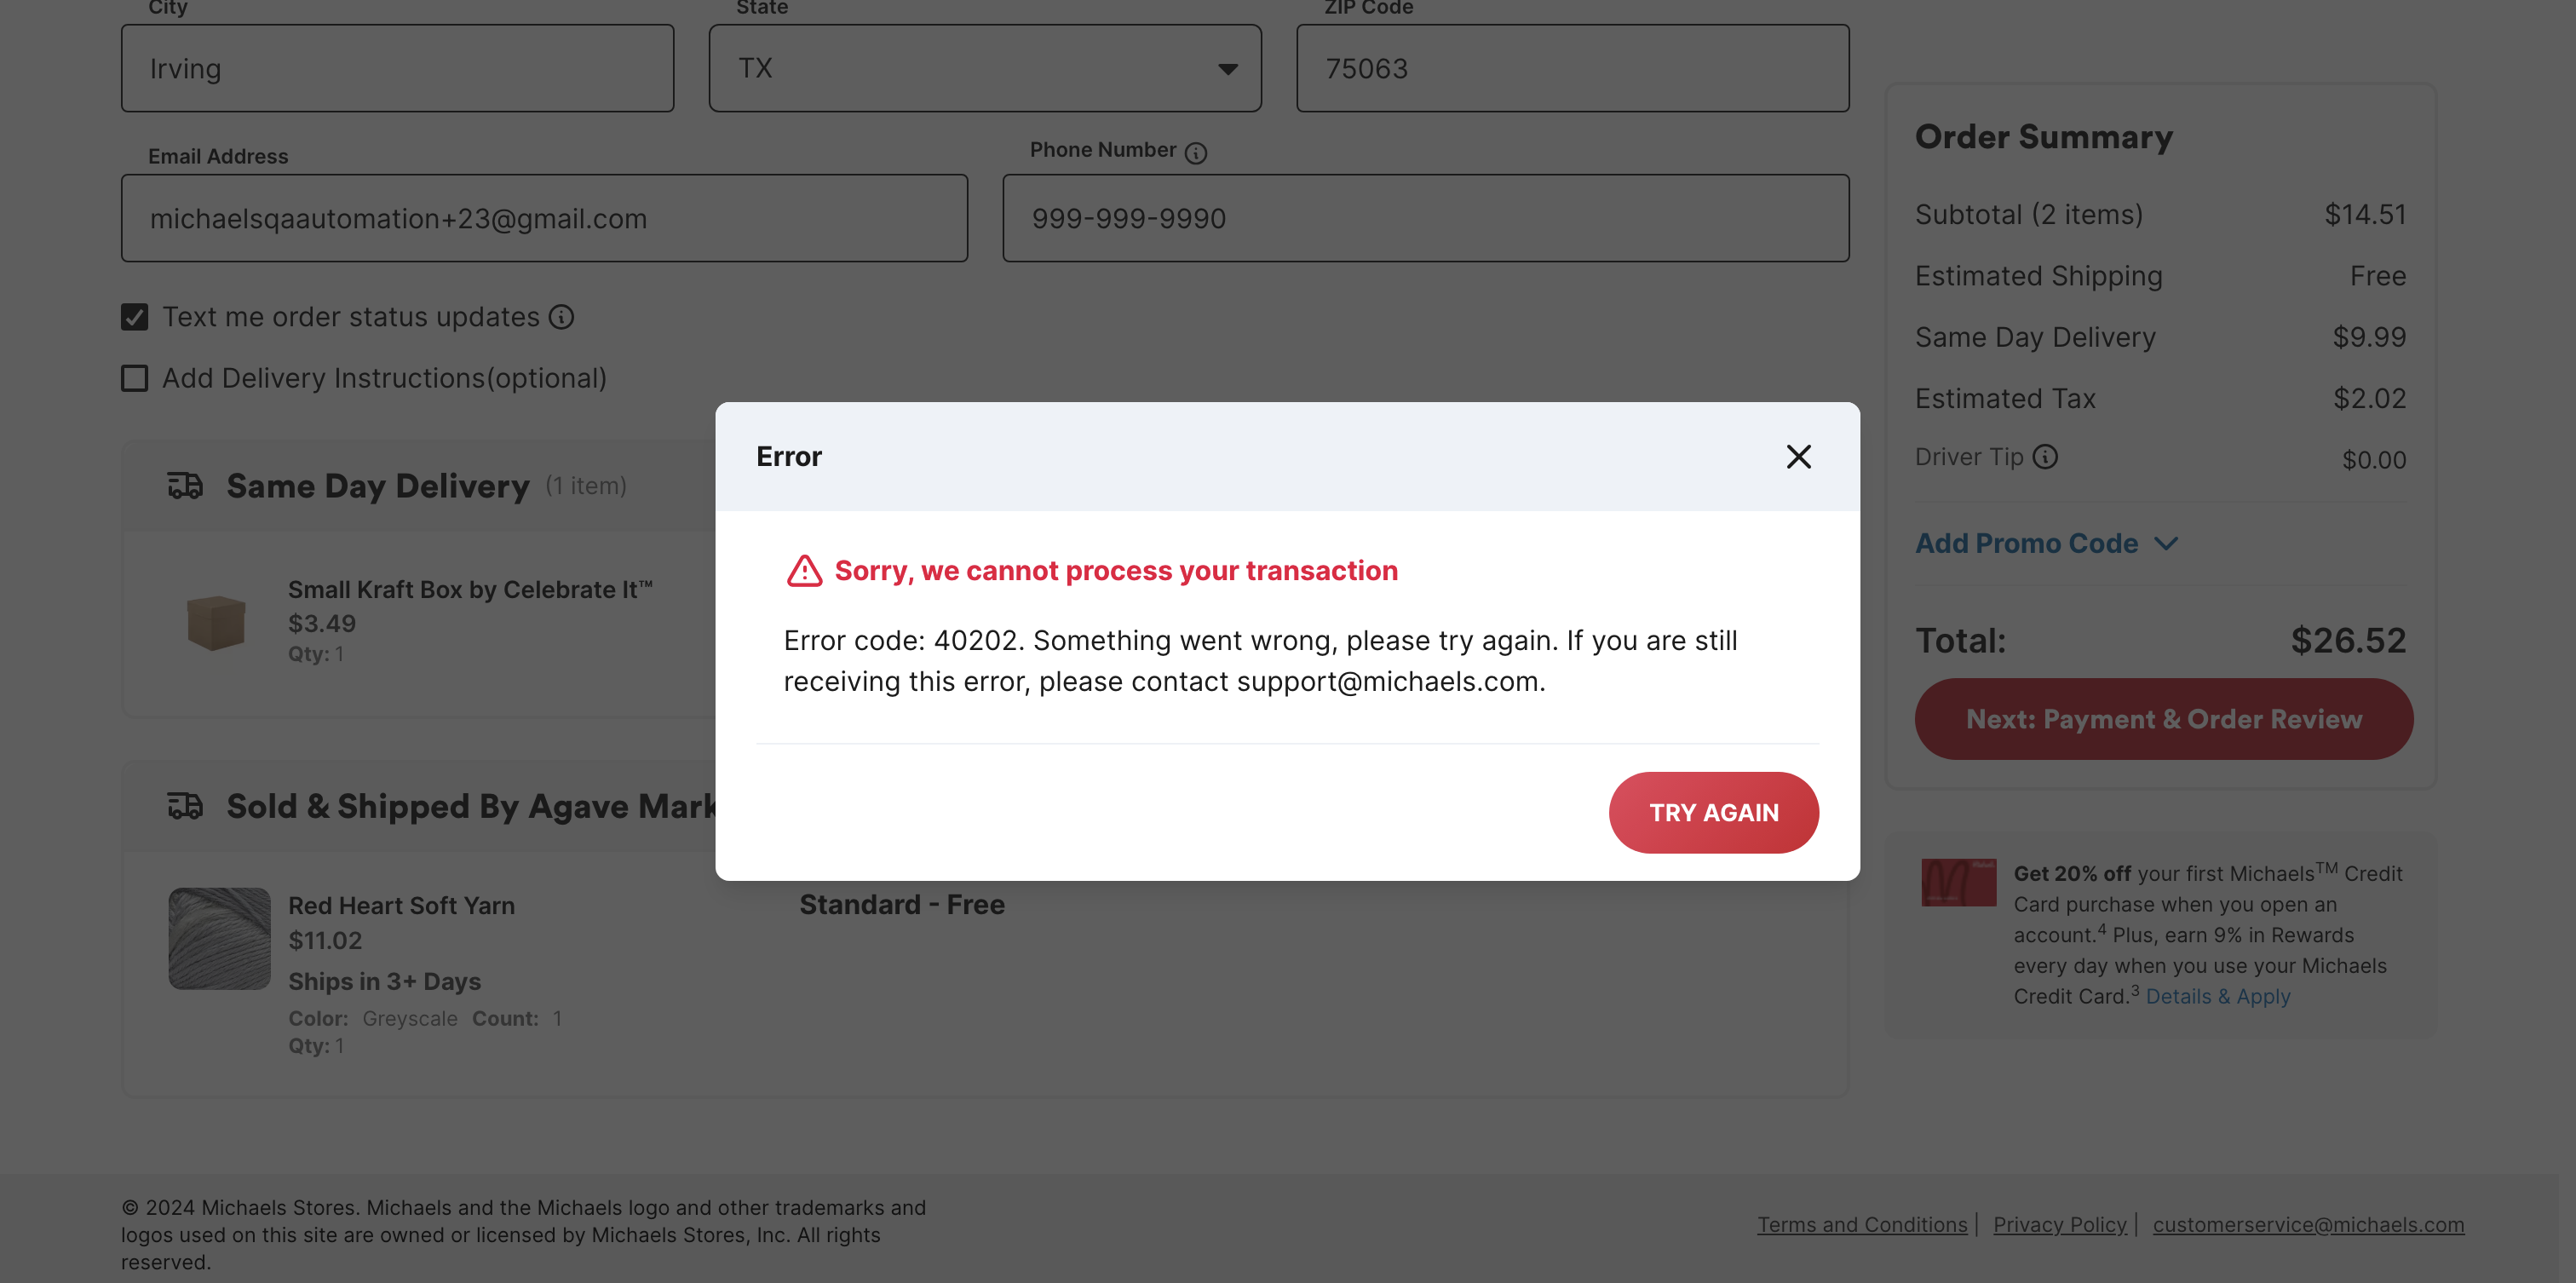 City
State
ZIP Code
Irving
TX
75063
Email Address
Phone Number
michaelsqaautomation+23@gmail.com
999-999-9990
Text me order status updates
Add Delivery Instructions(optional)
Same Day Delivery (1 item)
Small Kraft Box by Celebrate It™
$3.49
Qty: 1
Sold & Shipped By Agave Mark
Red Heart Soft Yarn
$11.02
Ships in 3+ Days
Color: Greyscale Count: 1
Qty: 1
Standard - Free
Error
Sorry, we cannot process your transaction
Error code: 40202. Something went wrong, please try again. If you are still
receiving this error, please contact support@michaels.com.
TRY AGAIN
Order Summary
Subtotal (2 items) $14.51
Estimated Shipping Free
Same Day Delivery $9.99
Estimated Tax $2.02
Driver Tip $0.00
Add Promo Code
Total: $26.52
Next: Payment & Order Review
Get 20% off your first Michaels™ Credit
Card purchase when you open an
account.⁴ Plus, earn 9% in Rewards
every day when you use your Michaels
Credit Card.³ Details & Apply
© 2024 Michaels Stores. Michaels and the Michaels logo and other trademarks and
logos used on this site are owned or licensed by Michaels Stores, Inc. All rights
reserved.
Terms and Conditions | Privacy Policy | customerservice@michaels.com